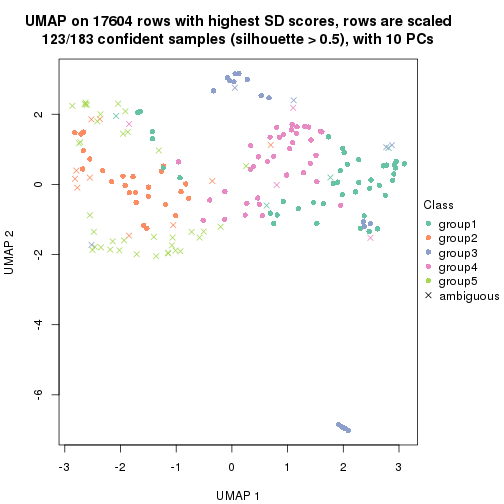 UMAP on 17604 rows with highest SD scores, rows are scaled
123/183 confident samples (silhouette > 0.5), with 10 PCs
2
0
-2
-4
-6
UMAP 2
-3
-2
-1
0
1
2
3
UMAP 1
Class
group1
group2
group3
group4
group5
ambiguous